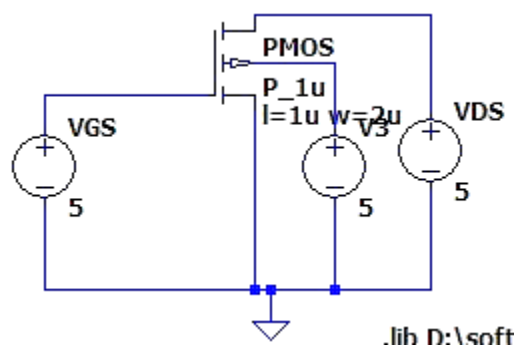 PMOS
P_1u
l=1u w=2u
VGS
V3
VDS
+
+
+
5
5
5
.lib D:\soft